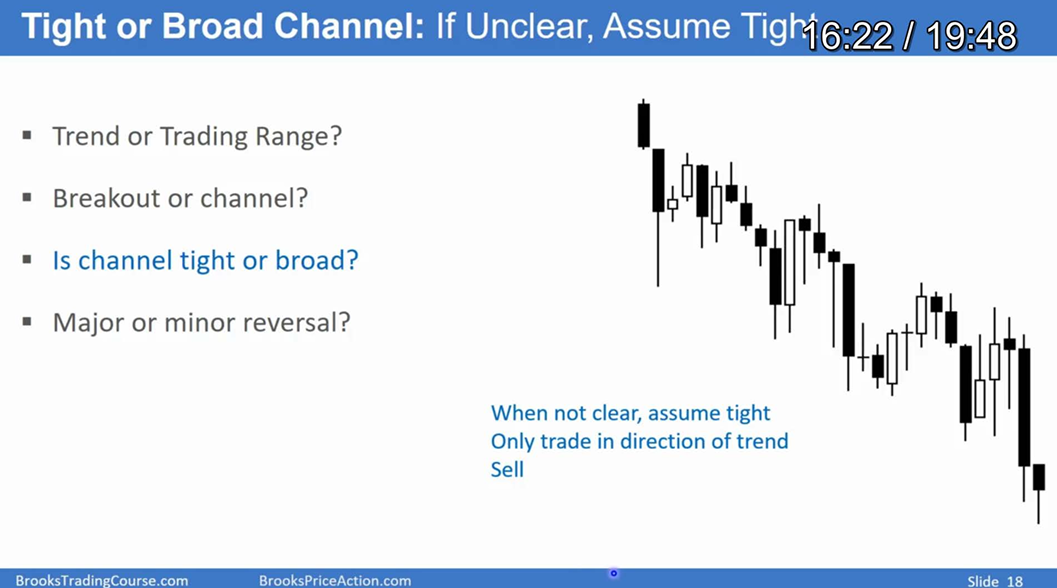 Tight or Broad Channel: If Unclear, Assume Tight
16:22 / 19:48
▪ Trend or Trading Range?
▪ Breakout or channel?
▪ Is channel tight or broad?
▪ Major or minor reversal?
When not clear, assume tight
Only trade in direction of trend
Sell
BrooksTradingCourse.com
BrooksPriceAction.com
Slide 18